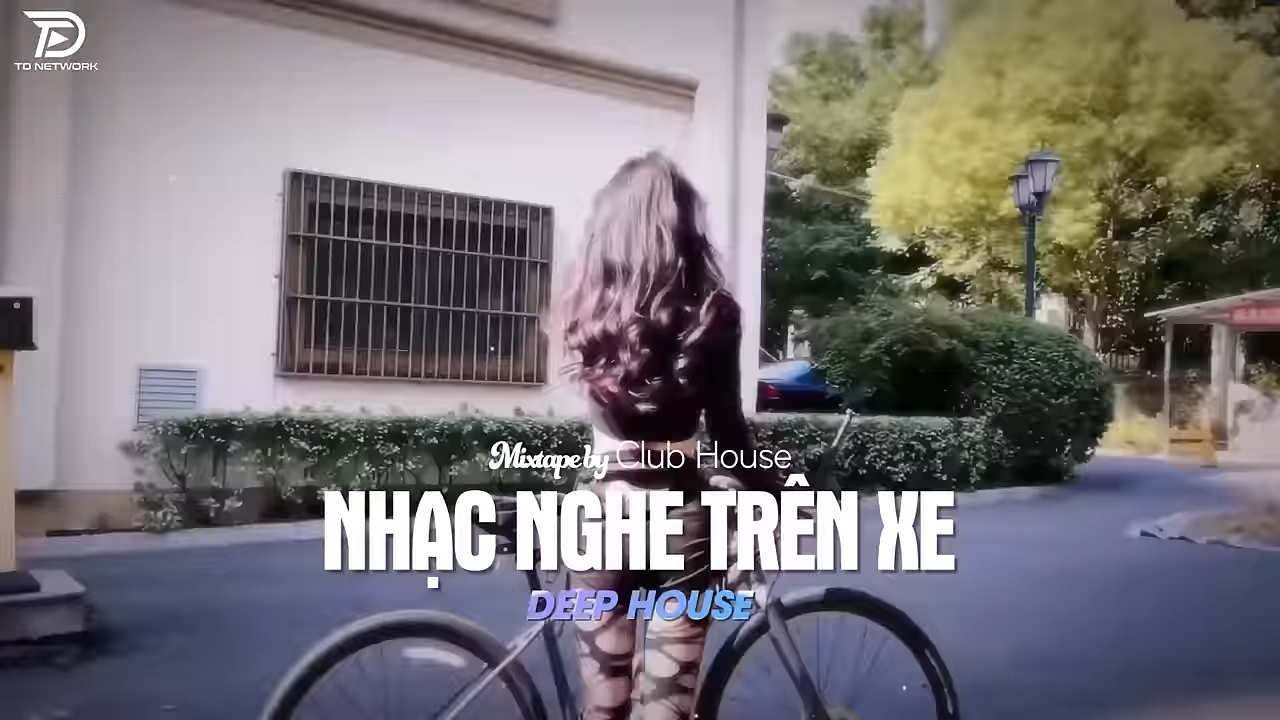 TD NETWORK
Mixtape by Club House
NHẠC NGHE TRÊN XE
DEEP HOUSE